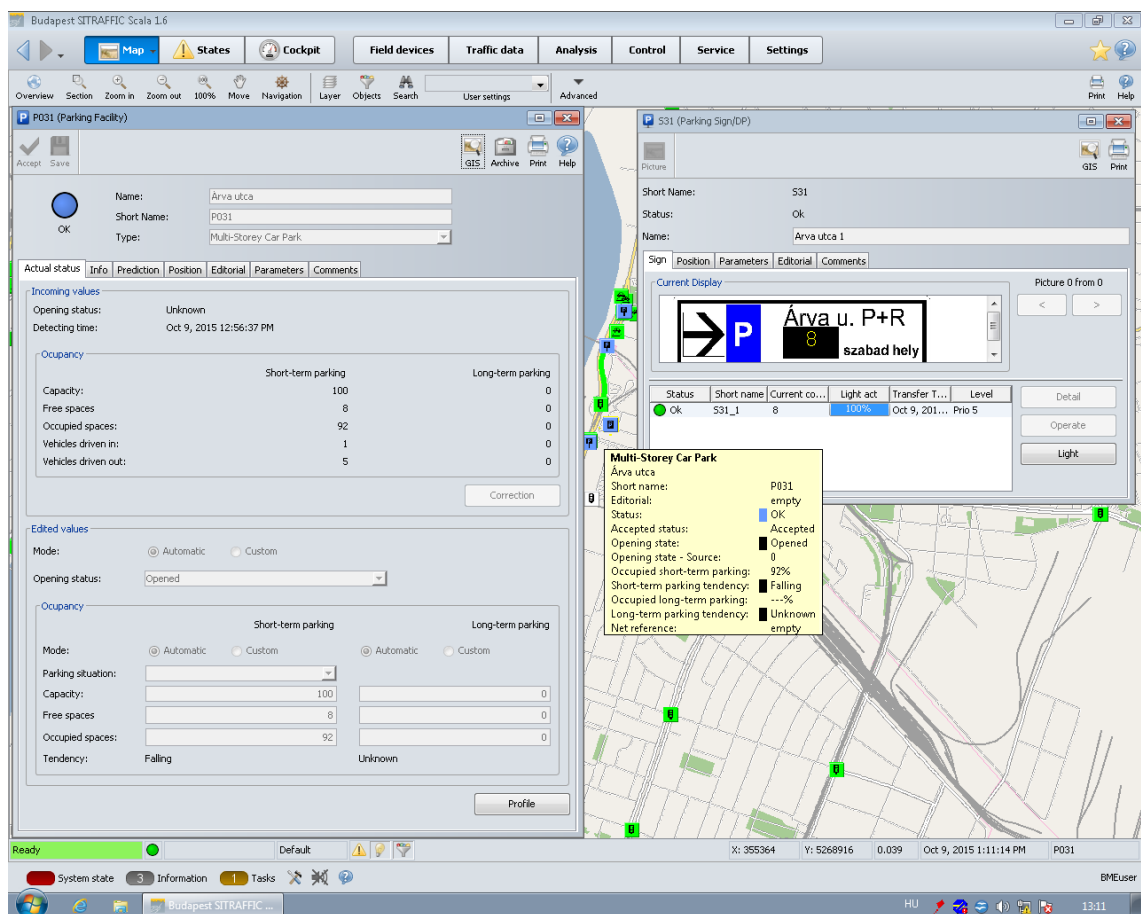 Budapest SITRAFFIC Scala 1.6
Map States Cockpit Field devices Traffic data Analysis Control Service Settings
Overview Section Zoom in Zoom out 100% Move Navigation Layer Objects Search User settings Advanced Print Help
P031 (Parking Facility)
Accept Save GIS Archive Print Help
OK
Name: Árva utca
Short Name: P031
Type: Multi-Storey Car Park
Actual status Info Prediction Position Editorial Parameters Comments
Incoming values
Opening status: Unknown
Detecting time: Oct 9, 2015 12:56:37 PM
Ocupancy
Short-term parking Long-term parking
Capacity: 100 0
Free spaces 8 0
Occupied spaces: 92 0
Vehicles driven in: 1 0
Vehicles driven out: 5 0
Correction
Edited values
Mode: Automatic Custom
Opening status: Opened
Ocupancy
Short-term parking Long-term parking
Mode: Automatic Custom Automatic Custom
Parking situation:
Capacity: 100 0
Free spaces 8 0
Occupied spaces: 92 0
Tendency: Falling Unknown
Profile
S31 (Parking Sign/DP)
Picture GIS Print
Short Name: S31
Status: Ok
Name: Arva utca 1
Sign Position Parameters Editorial Comments
Current Display
Picture 0 from 0
< >
P Árva u. P+R
8
szabad hely
Status Short name Current co... Light act Transfer T... Level
Ok S31_1 8 100% Oct 9, 201... Prio 5
Detail
Operate
Light
Multi-Storey Car Park
Árva utca
Short name: P031
Editorial: empty
Status: OK
Accepted status: Accepted
Opening state: Opened
Opening state - Source: 0
Occupied short-term parking: 92%
Short-term parking tendency: Falling
Occupied long-term parking: ---%
Long-term parking tendency: Unknown
Net reference: empty
Ready Default X: 355364 Y: 5268916 0.039 Oct 9, 2015 1:11:14 PM P031
System state 3 Information 1 Tasks BMEuser
Budapest SITRAFFIC ... HU 13:11